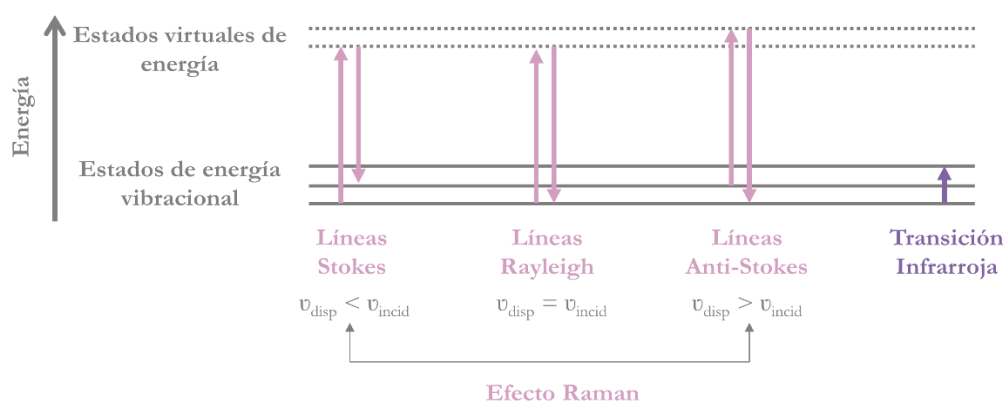 Energía
Estados virtuales de
energía
Estados de energía
vibracional
Líneas
Stokes
Líneas
Rayleigh
Líneas
Anti-Stokes
Transición
Infrarroja
υdisp < υincid
υdisp = υincid
υdisp > υincid
Efecto Raman